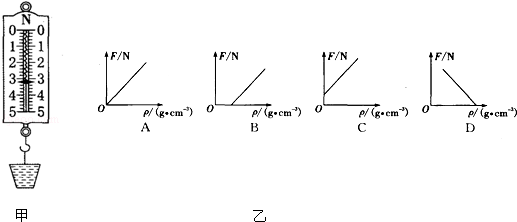 N
0 0
1 1
2 2
3 3
4 4
5 5
甲
F/N
O
ρ/(g•cm⁻³)
A
F/N
O
ρ/(g•cm⁻³)
B
F/N
O
ρ/(g•cm⁻³)
C
F/N
O
ρ/(g•cm⁻³)
D
乙